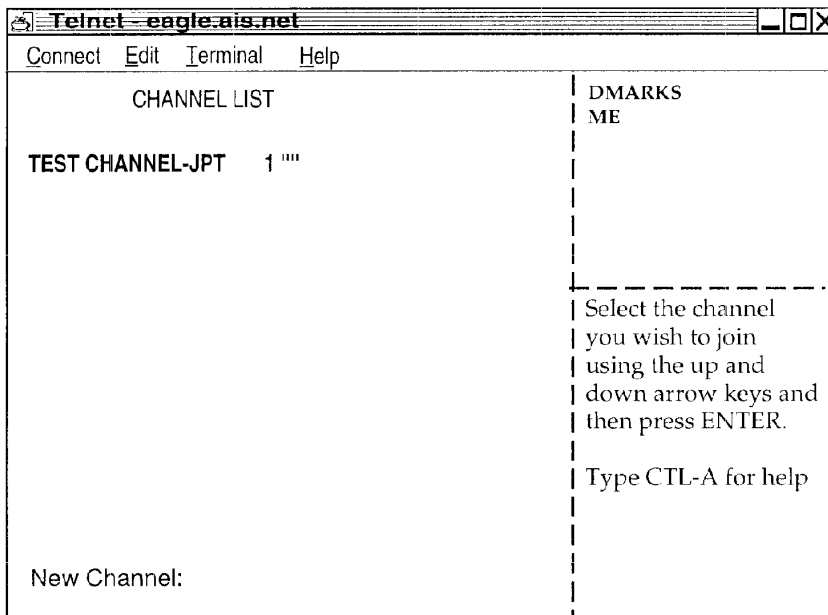 Telnet - eagle.ais.net
Connect Edit Terminal Help
CHANNEL LIST
TEST CHANNEL-JPT 1 ""
New Channel:
DMARKS
ME
Select the channel
you wish to join
using the up and
down arrow keys and
then press ENTER.
Type CTL-A for help